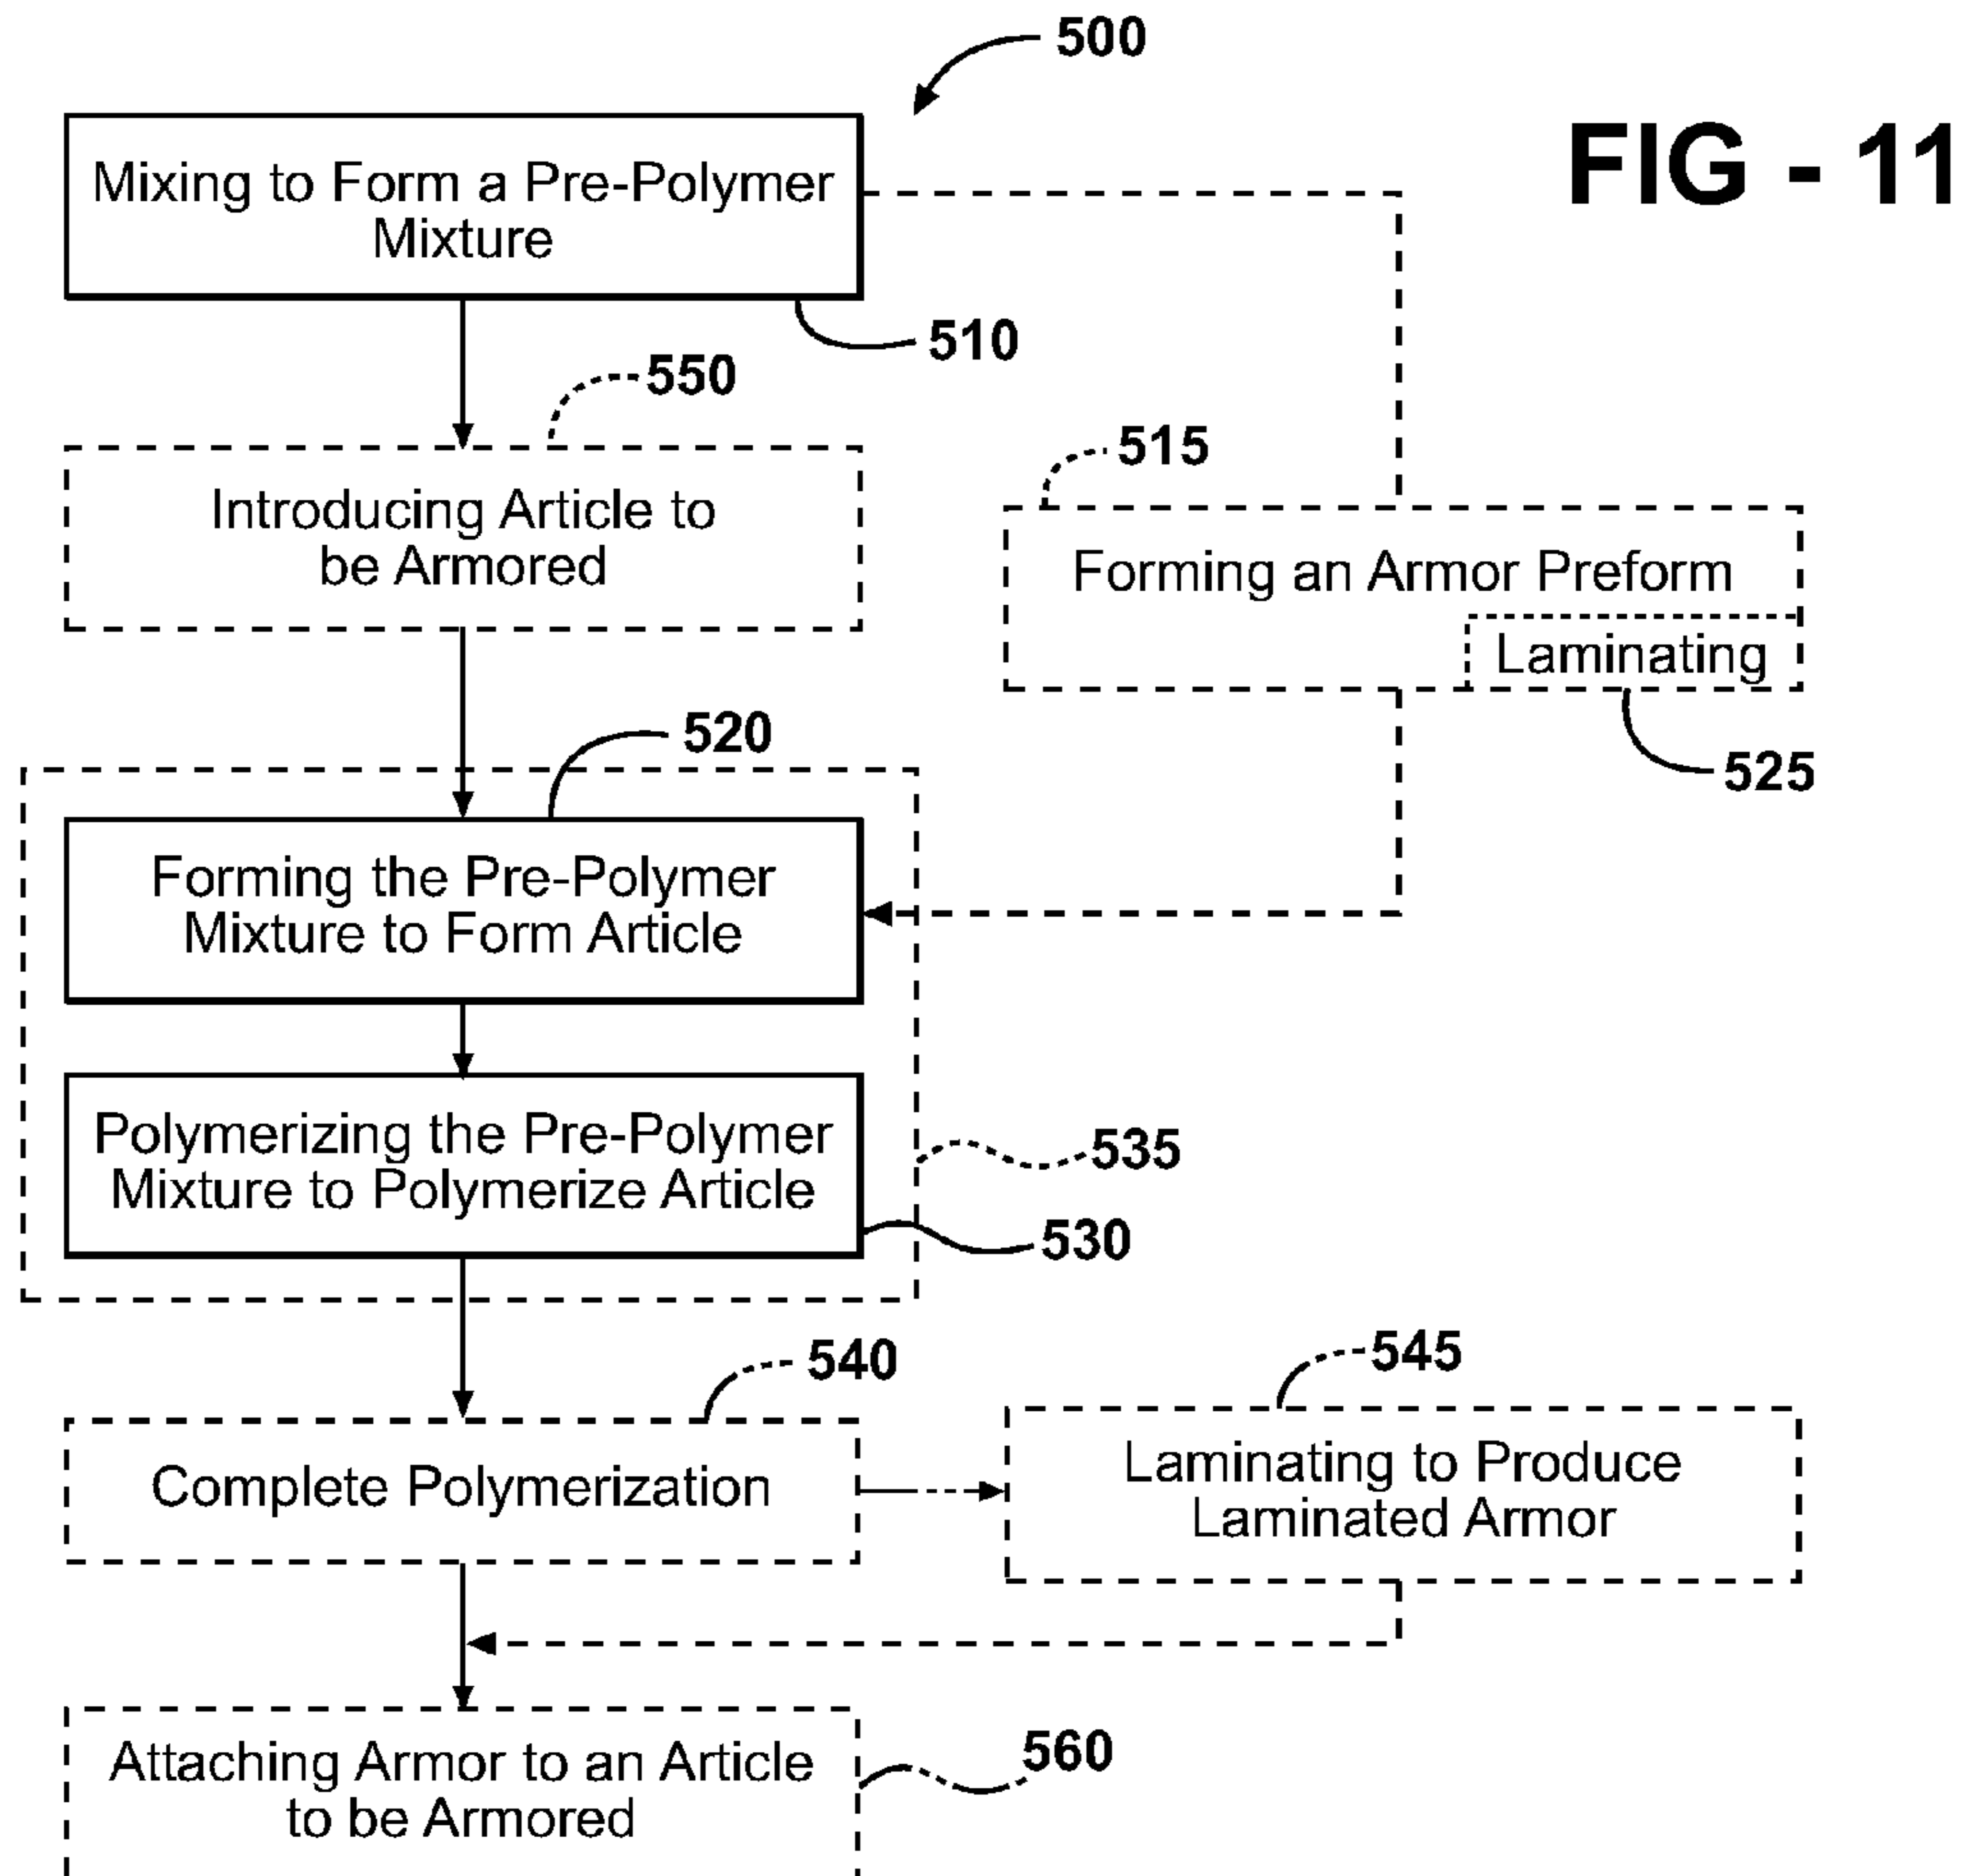 500
FIG - 11
Mixing to Form a Pre-Polymer
Mixture
510
550
Introducing Article to
be Armored
515
Forming an Armor Preform
Laminating
525
520
Forming the Pre-Polymer
Mixture to Form Article
Polymerizing the Pre-Polymer
Mixture to Polymerize Article
535
530
540
Complete Polymerization
545
Laminating to Produce
Laminated Armor
Attaching Armor to an Article
to be Armored
560